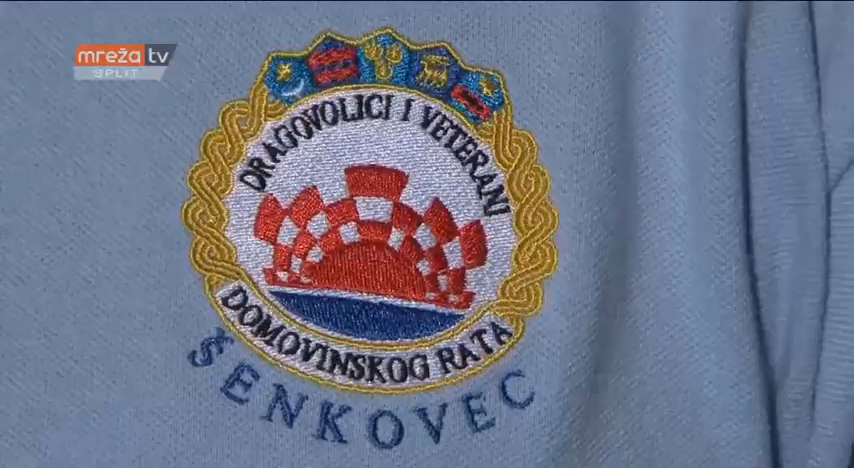 mreža tv
SPLIT
DRAGOVOLJCI I VETERANI
DOMOVINSKOG RATA
ŠENKOVEC